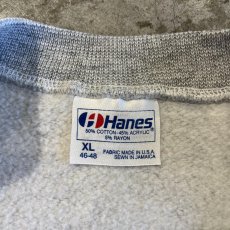 Hanes
50% COTTON-45% ACRYLIC
5% RAYON
XL
46-48
FABRIC MADE IN U.S.A.
SEWN IN JAMAICA